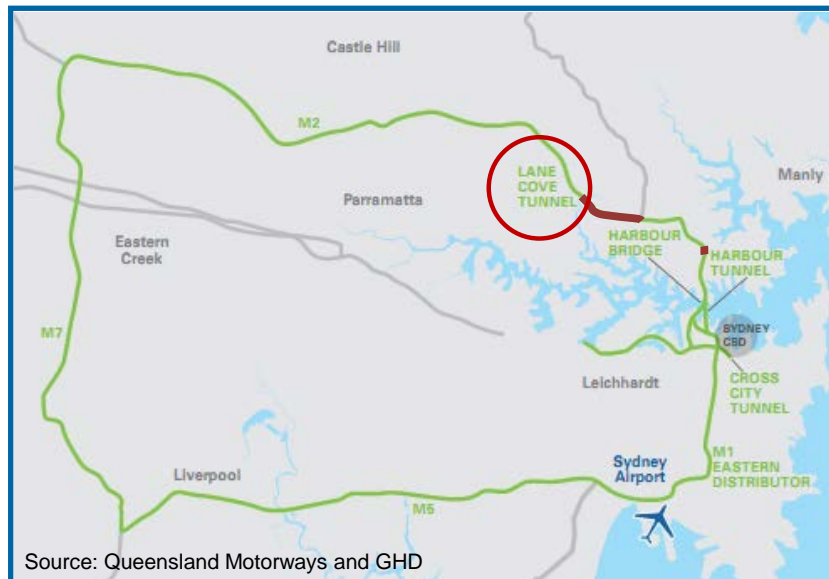 Castle Hill
M2
LANE
COVE
TUNNEL
Manly
Parramatta
HARBOUR
BRIDGE
HARBOUR
TUNNEL
Eastern
Creek
M7
SYDNEY
CBD
Leichhardt
CROSS
CITY
TUNNEL
M1
EASTERN
DISTRIBUTOR
Sydney
Airport
Liverpool
M5
Source: Queensland Motorways and GHD